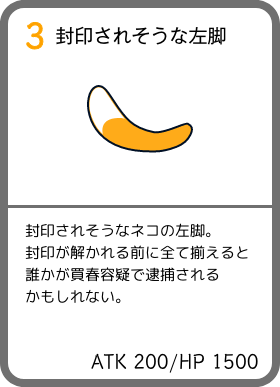 3 封印されそうな左脚
封印されそうなネコの左脚。
封印が解かれる前に全て揃えると
誰かが買春容疑で逮捕される
かもしれない。
ATK 200/HP 1500